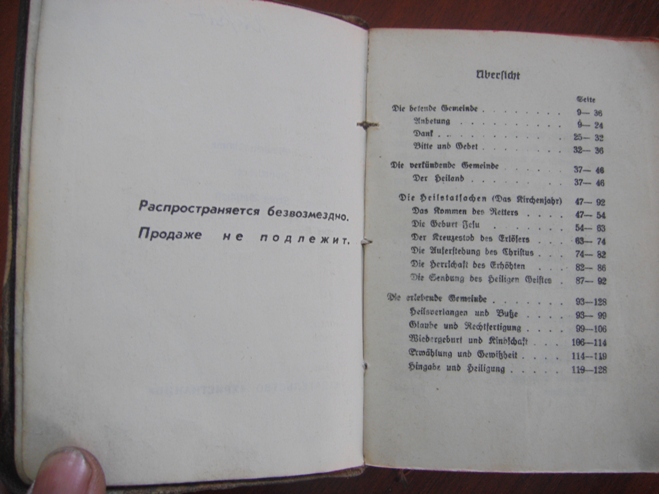 Распространяется безвозмездно.
Продаже не подлежит.
Übersicht
Seite
Die betende Gemeinde . . . . . . . . 9— 36
Anbetung . . . . . . . . . . 9— 24
Dank . . . . . . . . . . . 25— 32
Bitte und Gebet . . . . . . . . 32— 36
Die verkündende Gemeinde . . . . . . 37— 46
Der Heiland . . . . . . . . . 37— 46
Die Heilstatsachen (Das Kirchenjahr) 47— 92
Das Kommen des Retters . . . . . 47— 54
Die Geburt Jesu . . . . . . . 54— 63
Der Kreuzestod des Erlösers . . . . 63— 74
Die Auferstehung des Christus . . . 74— 82
Die Herrschaft des Erhöhten . . . . 82— 86
Die Sendung des Heiligen Geistes . . 87— 92
Die erlebende Gemeinde . . . . . . . 93—128
Heilsverlangen und Buße . . . . . 93— 99
Glaube und Rechtfertigung . . . . 99—106
Wiedergeburt und Kindschaft . . . . 106—114
Erwählung und Gewißheit . . . . . 114—119
Hingabe und Heiligung . . . . . 119—128